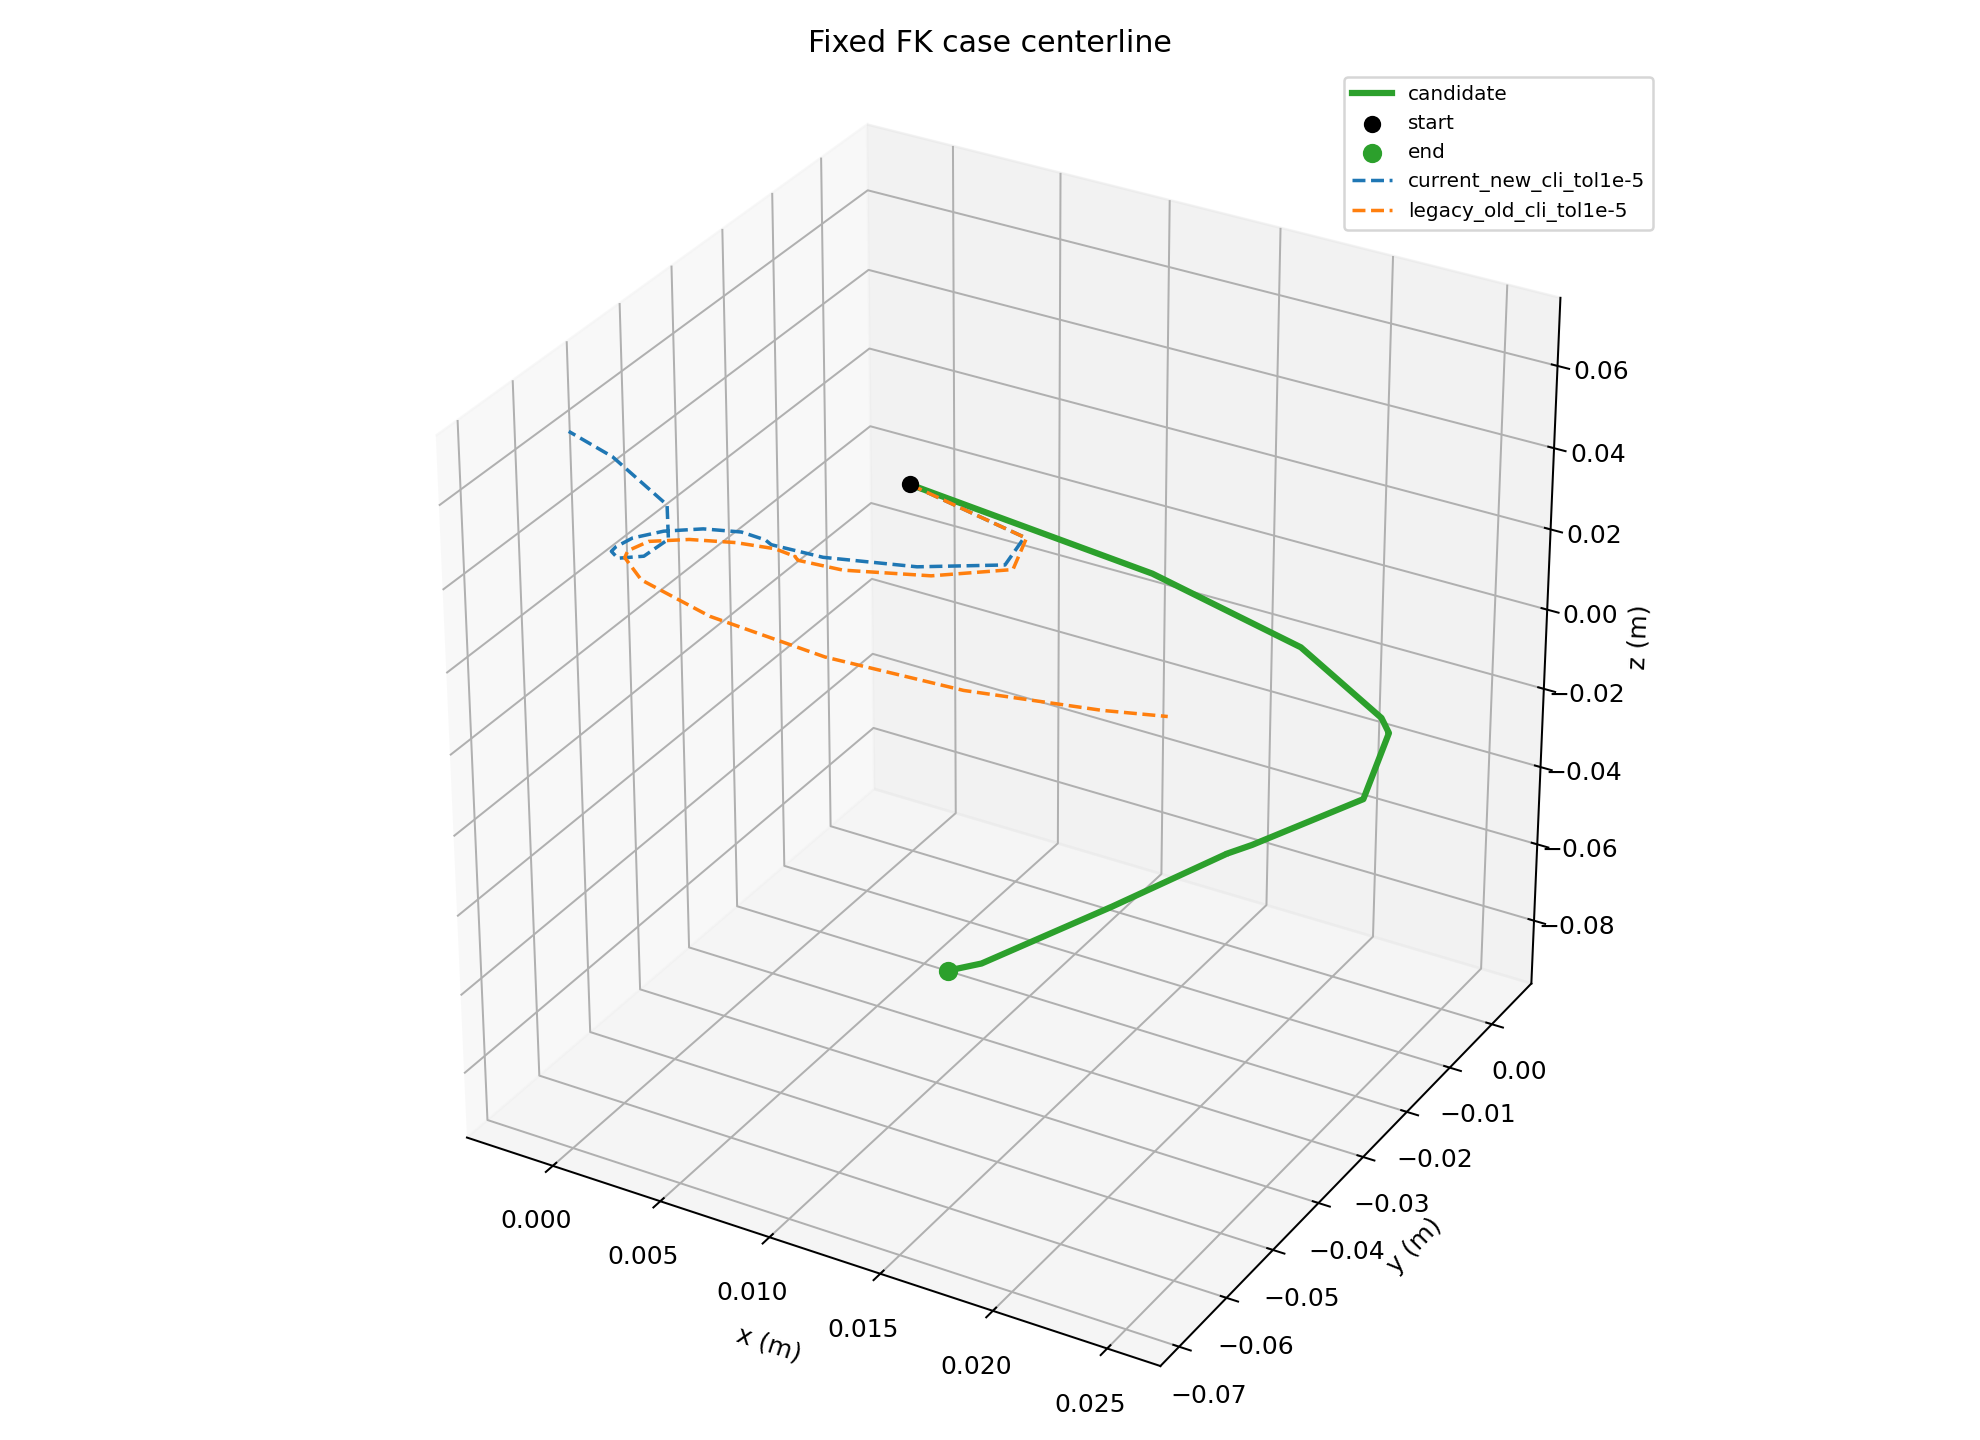 Fixed FK case centerline
candidate
start
end
current_new_cli_tol1e-5
legacy_old_cli_tol1e-5
0.06
0.04
0.02
0.00
−0.02
−0.04
−0.06
−0.08
z (m)
0.00
−0.01
−0.02
−0.03
−0.04
−0.05
−0.06
−0.07
y (m)
0.000
0.005
0.010
0.015
0.020
0.025
x (m)